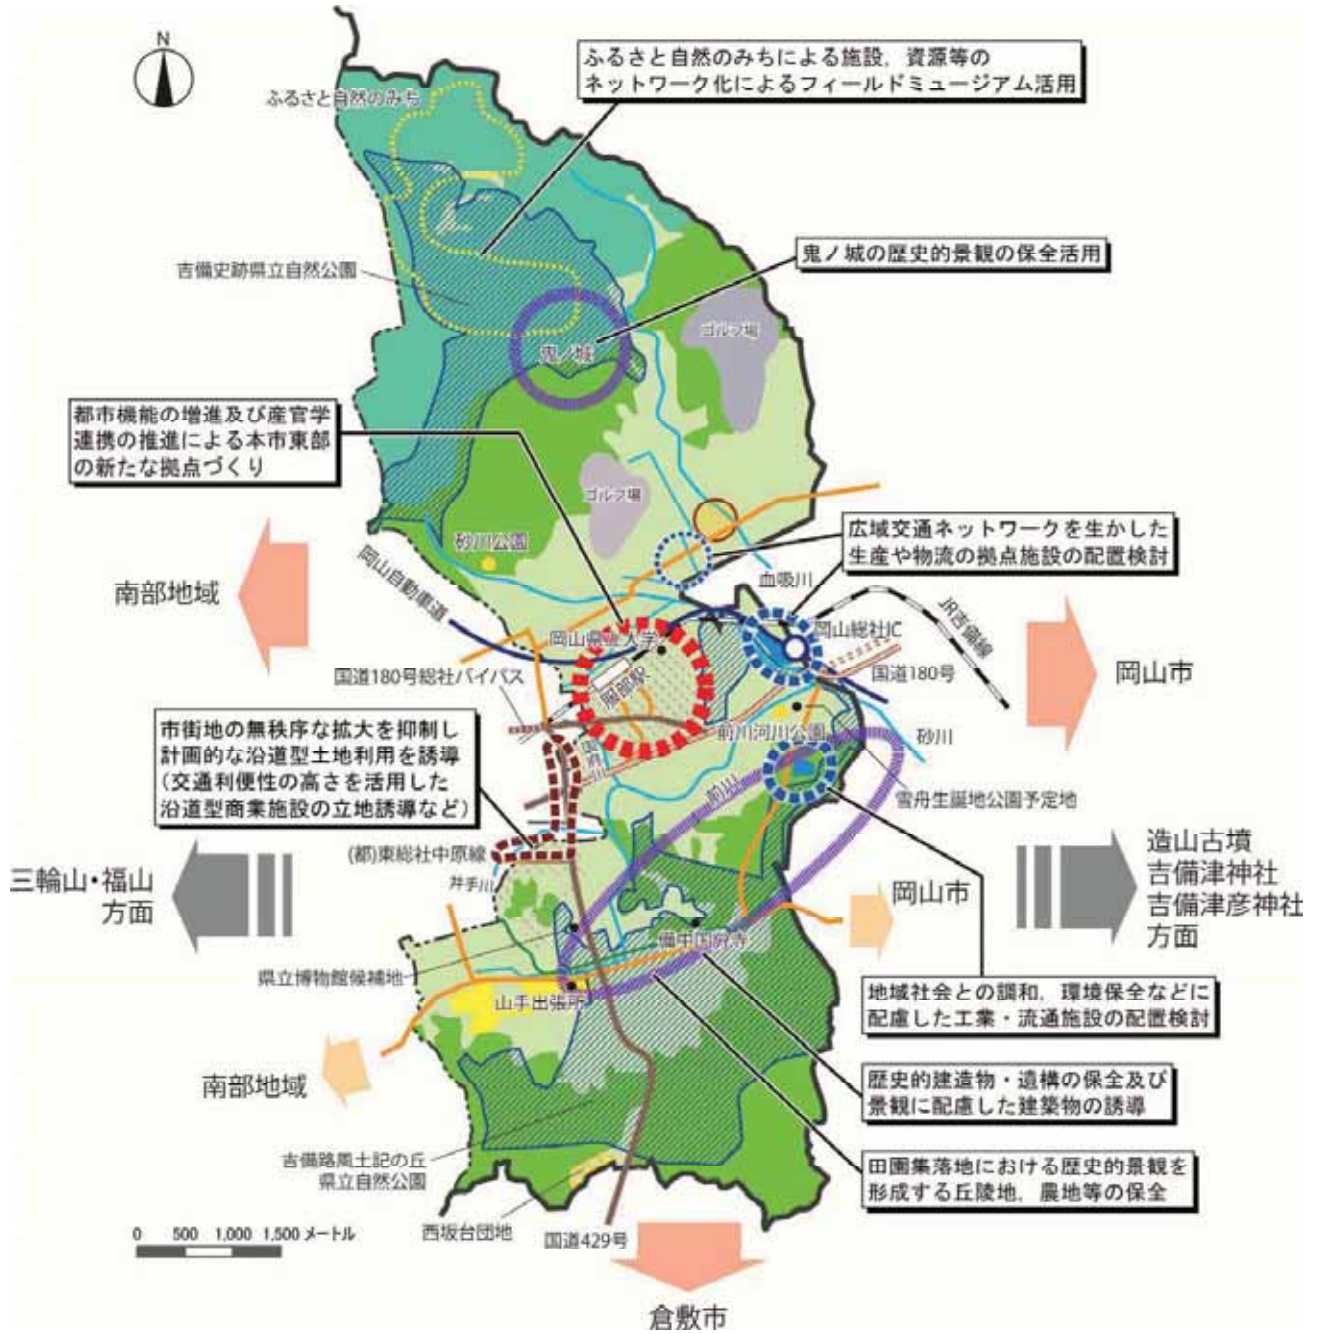 N
ふるさと自然のみちによる施設，資源等の
ネットワーク化によるフィールドミュージアム活用
ふるさと自然のみち
鬼ノ城の歴史的景観の保全活用
吉備史跡県立自然公園
ゴルフ場
鬼ノ城
都市機能の増進及び産官学
連携の推進による本市東部
の新たな拠点づくり
ゴルフ場
広域交通ネットワークを生かした
生産や物流の拠点施設の配置検討
砂川公園
岡山自動車道
血吸川
南部地域
岡山県立大学
岡山総社IC
JR吉備線
国道180号総社バイパス
服部駅
国道180号
岡山市
市街地の無秩序な拡大を抑制し
計画的な沿道型土地利用を誘導
(交通利便性の高さを活用した
沿道型商業施設の立地誘導など)
前川河川公園
砂川
前川
雪舟生誕地公園予定地
(都)東総社中原線
井手川
三輪山・福山
方面
造山古墳
吉備津神社
吉備津彦神社
方面
岡山市
備中国分寺
県立博物館候補地
山手出張所
地域社会との調和，環境保全などに
配慮した工業・流通施設の配置検討
南部地域
歴史的建造物・遺構の保全及び
景観に配慮した建築物の誘導
吉備路風土記の丘
県立自然公園
田園集落地における歴史的景観を
形成する丘陵地，農地等の保全
西坂台団地
国道429号
0 500 1,000 1,500 メートル
倉敷市